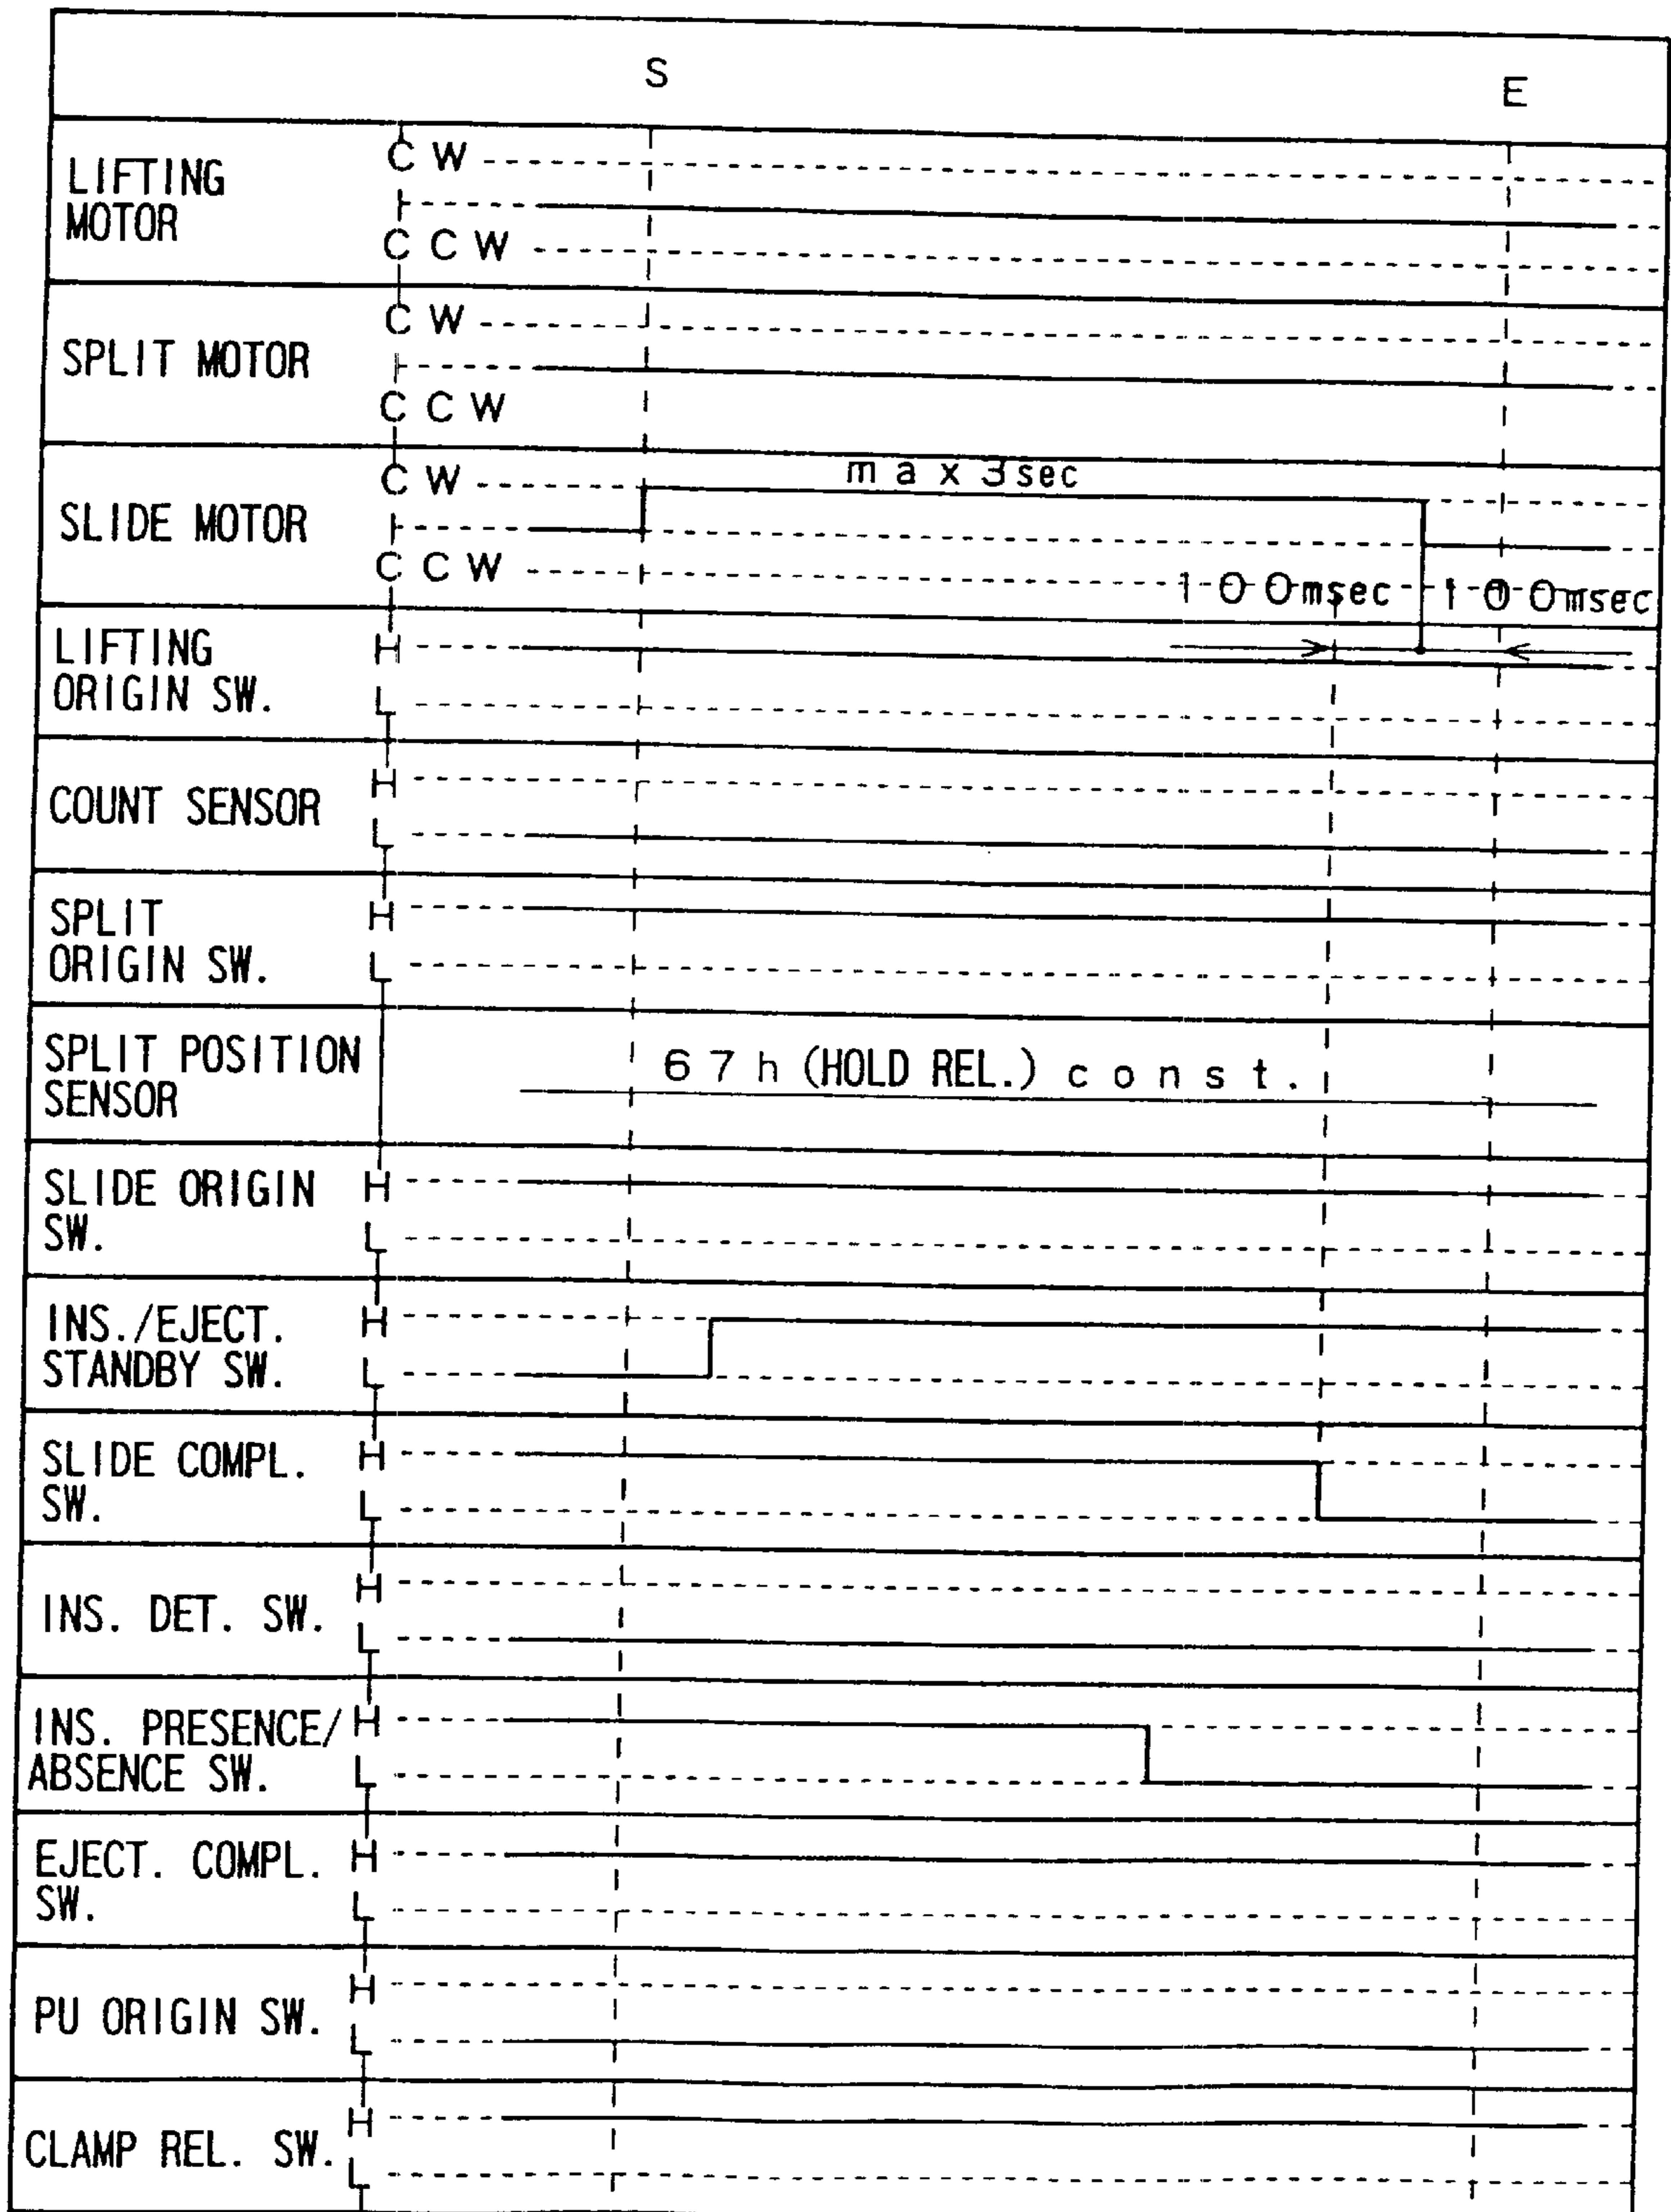 S
E
LIFTING
MOTOR
CW
CCW
SPLIT MOTOR
CW
CCW
SLIDE MOTOR
CW
max 3sec
CCW
100msec
100msec
LIFTING
ORIGIN SW.
H
L
COUNT SENSOR
H
L
SPLIT
ORIGIN SW.
H
L
SPLIT POSITION
SENSOR
67h (HOLD REL.) const.
SLIDE ORIGIN
SW.
H
L
INS./EJECT.
STANDBY SW.
H
L
SLIDE COMPL.
SW.
H
L
INS. DET. SW.
H
L
INS. PRESENCE/
ABSENCE SW.
H
L
EJECT. COMPL.
SW.
H
L
PU ORIGIN SW.
H
L
CLAMP REL. SW.
H
L